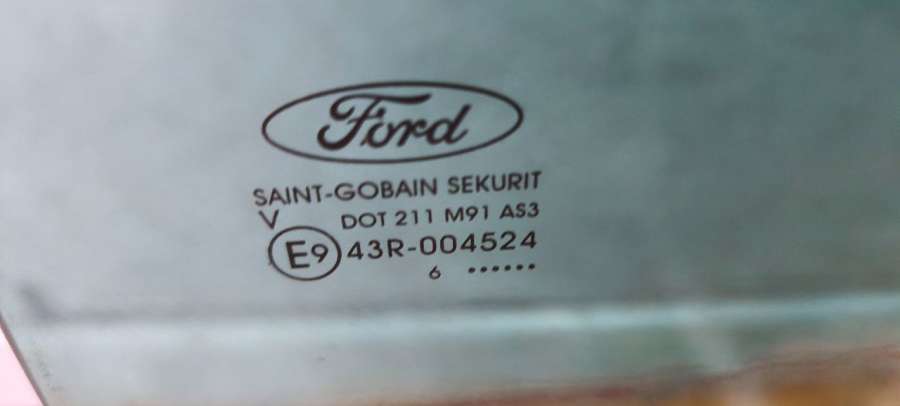 Ford
SAINT-GOBAIN SEKURIT
V DOT 211 M91 AS3
E9 43R-004524
6 ••••••